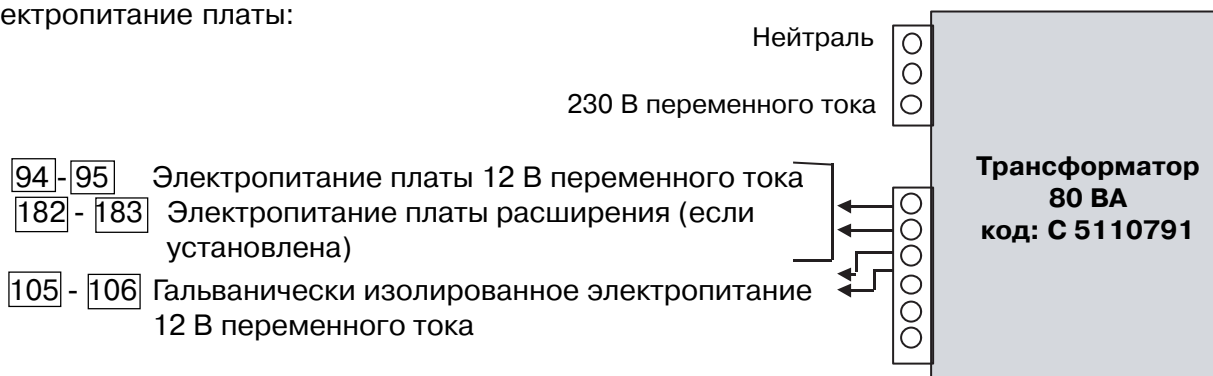 ектропитание платы:
Нейтраль
230 В переменного тока
94 - 95 Электропитание платы 12 В переменного тока
182 - 183 Электропитание платы расширения (если
установлена)
105 - 106 Гальванически изолированное электропитание
12 В переменного тока
Трансформатор
80 ВА
код: С 5110791